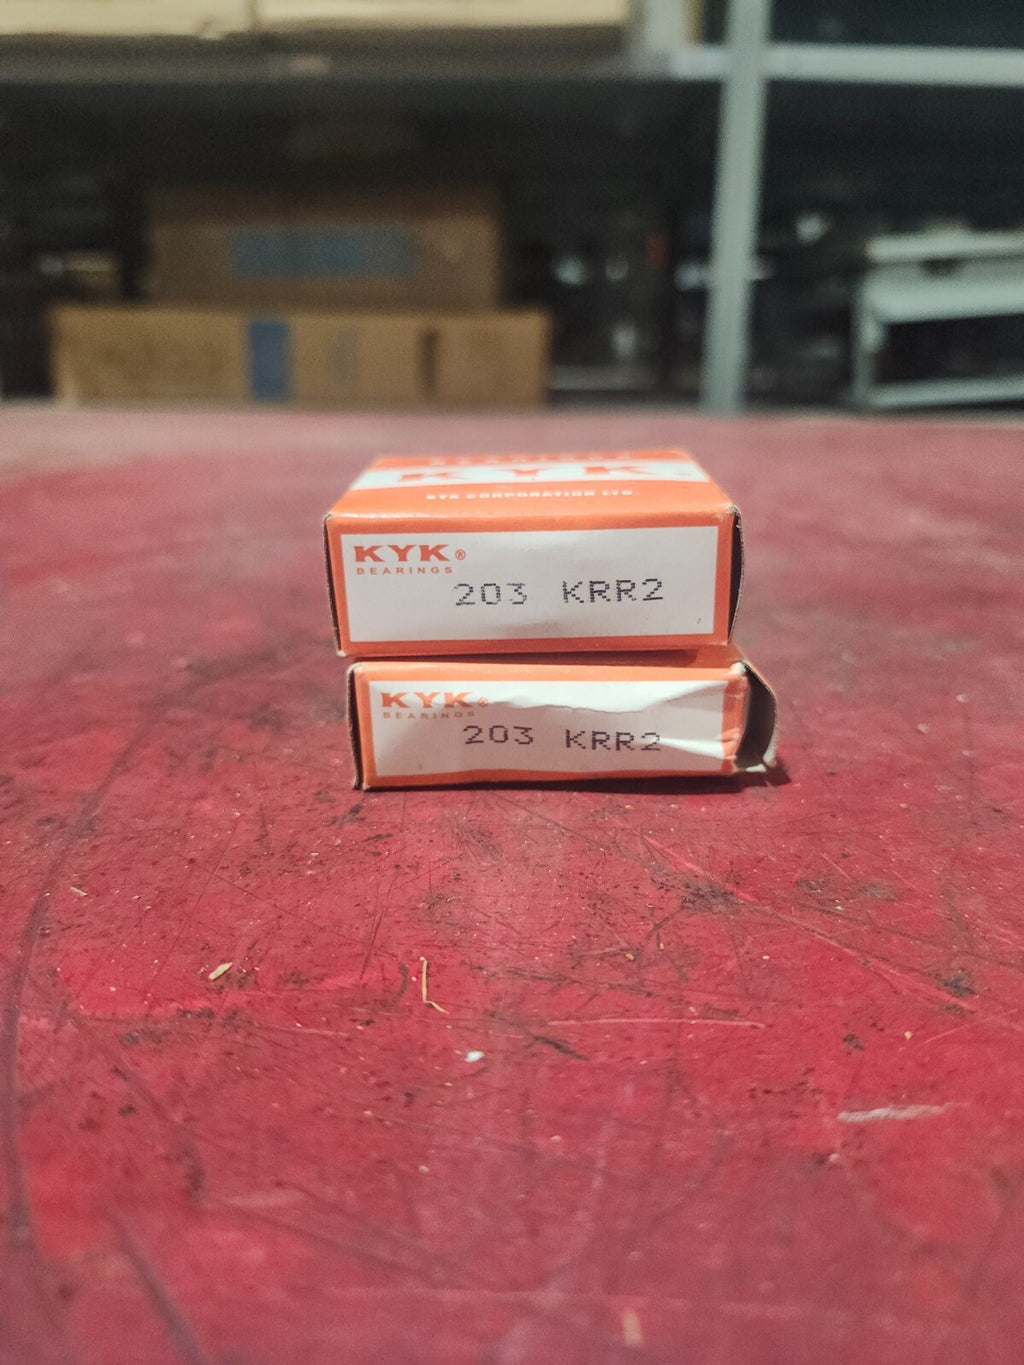 KYK
KYK CORPORATION LTD.
KYK®
BEARINGS
203 KRR2
KYK®
BEARINGS
203 KRR2